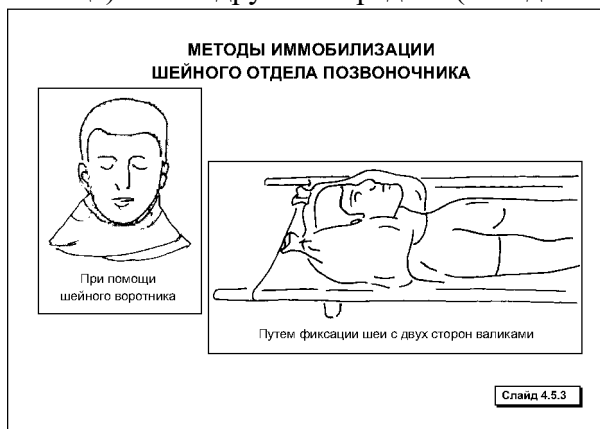 МЕТОДЫ ИММОБИЛИЗАЦИИ
ШЕЙНОГО ОТДЕЛА ПОЗВОНОЧНИКА
При помощи
шейного воротника
Путем фиксации шеи с двух сторон валиками
Слайд 4.5.3